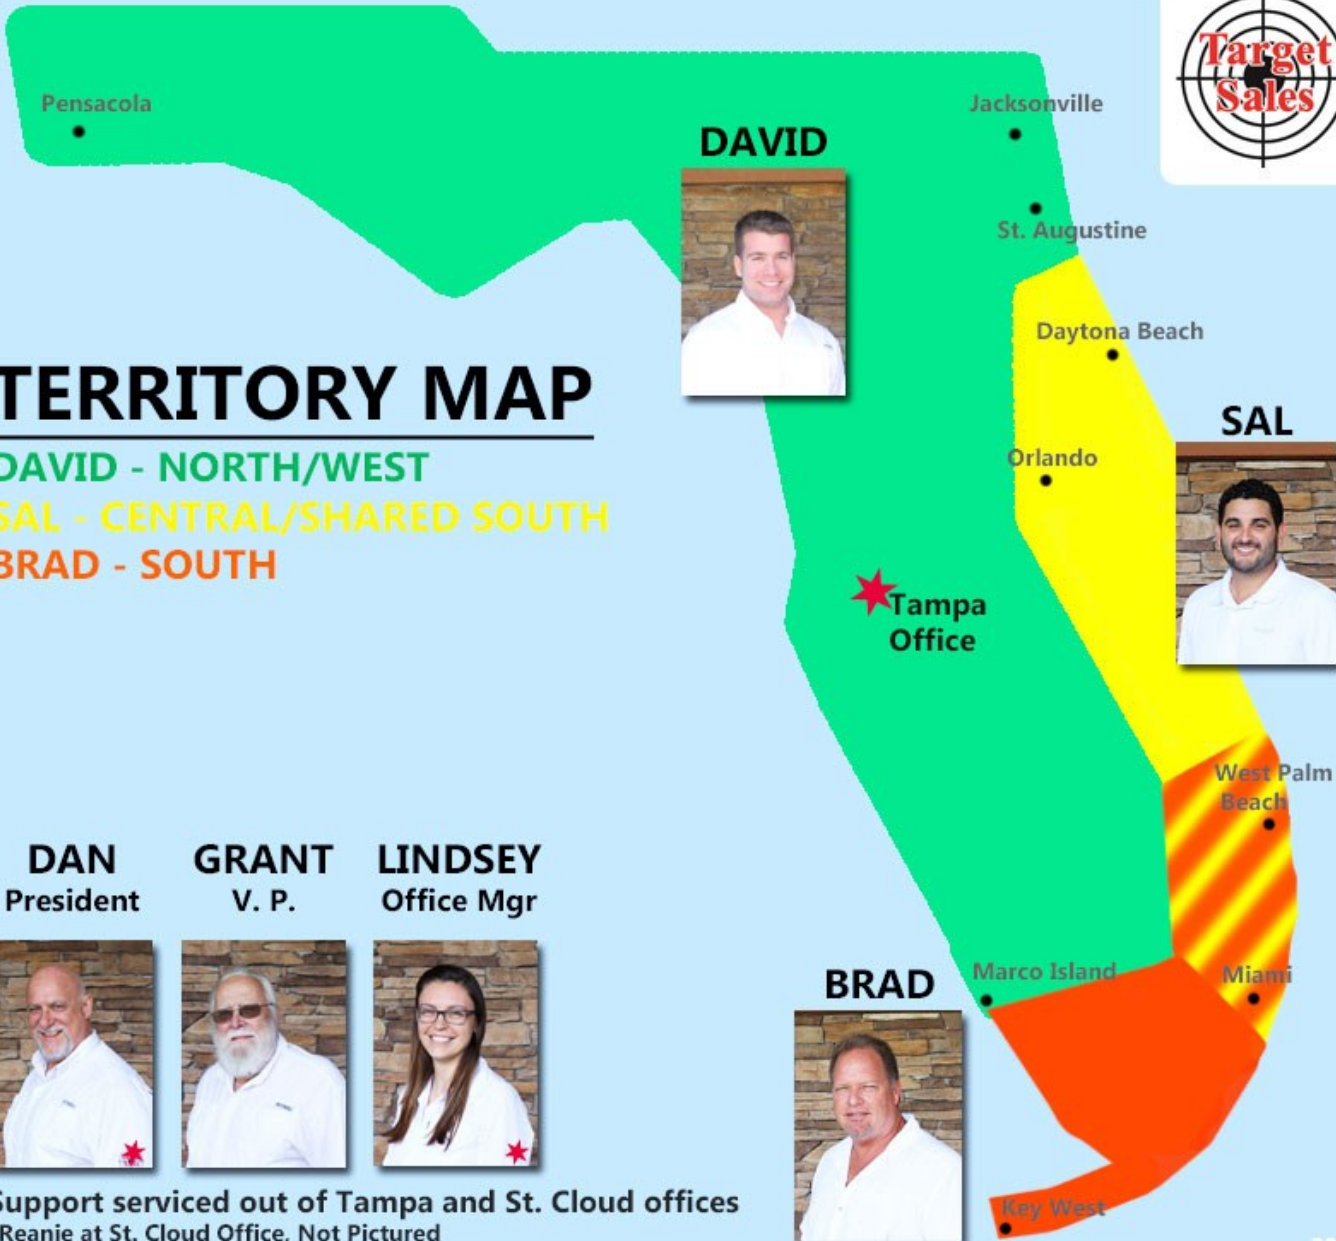 Target
Sales
Pensacola
Jacksonville
DAVID
St. Augustine
Daytona Beach
TERRITORY MAP
DAVID - NORTH/WEST
SAL - CENTRAL/SHARED SOUTH
BRAD - SOUTH
SAL
Orlando
Tampa
Office
West Palm
Beach
DAN
President
GRANT
V. P.
LINDSEY
Office Mgr
BRAD
Marco Island
Miami
Support serviced out of Tampa and St. Cloud offices
Reanie at St. Cloud Office, Not Pictured
Key West